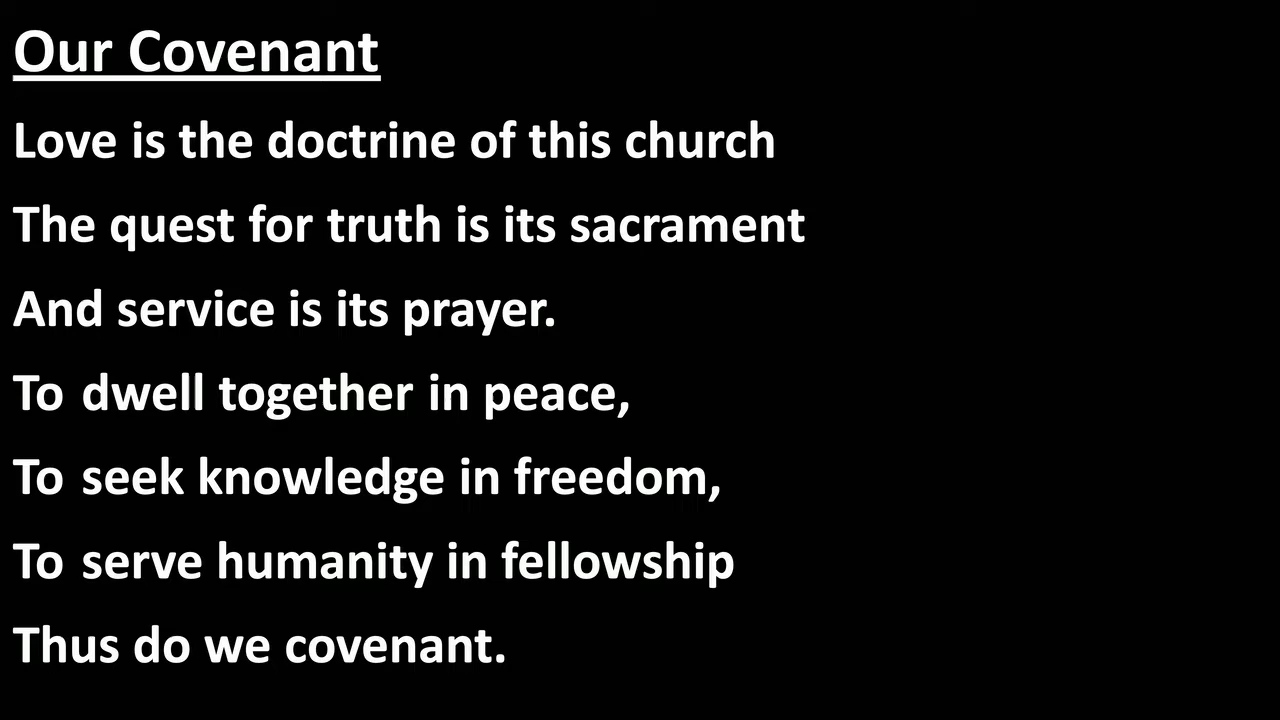 Our Covenant
Love is the doctrine of this church
The quest for truth is its sacrament
And service is its prayer.
To dwell together in peace,
To seek knowledge in freedom,
To serve humanity in fellowship
Thus do we covenant.